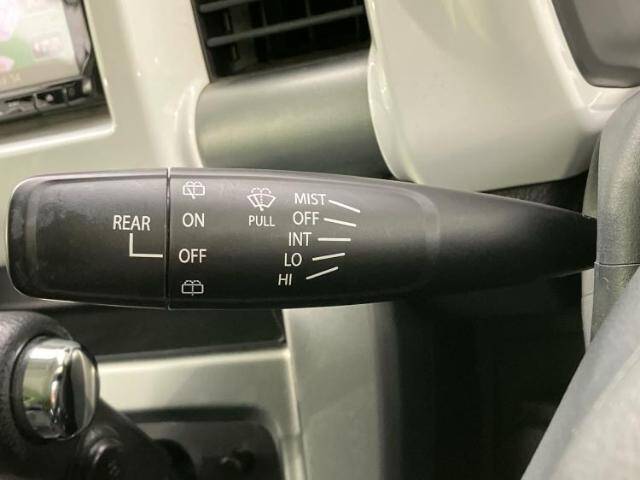 REAR
ON
OFF
PULL
MIST
OFF
INT
LO
HI